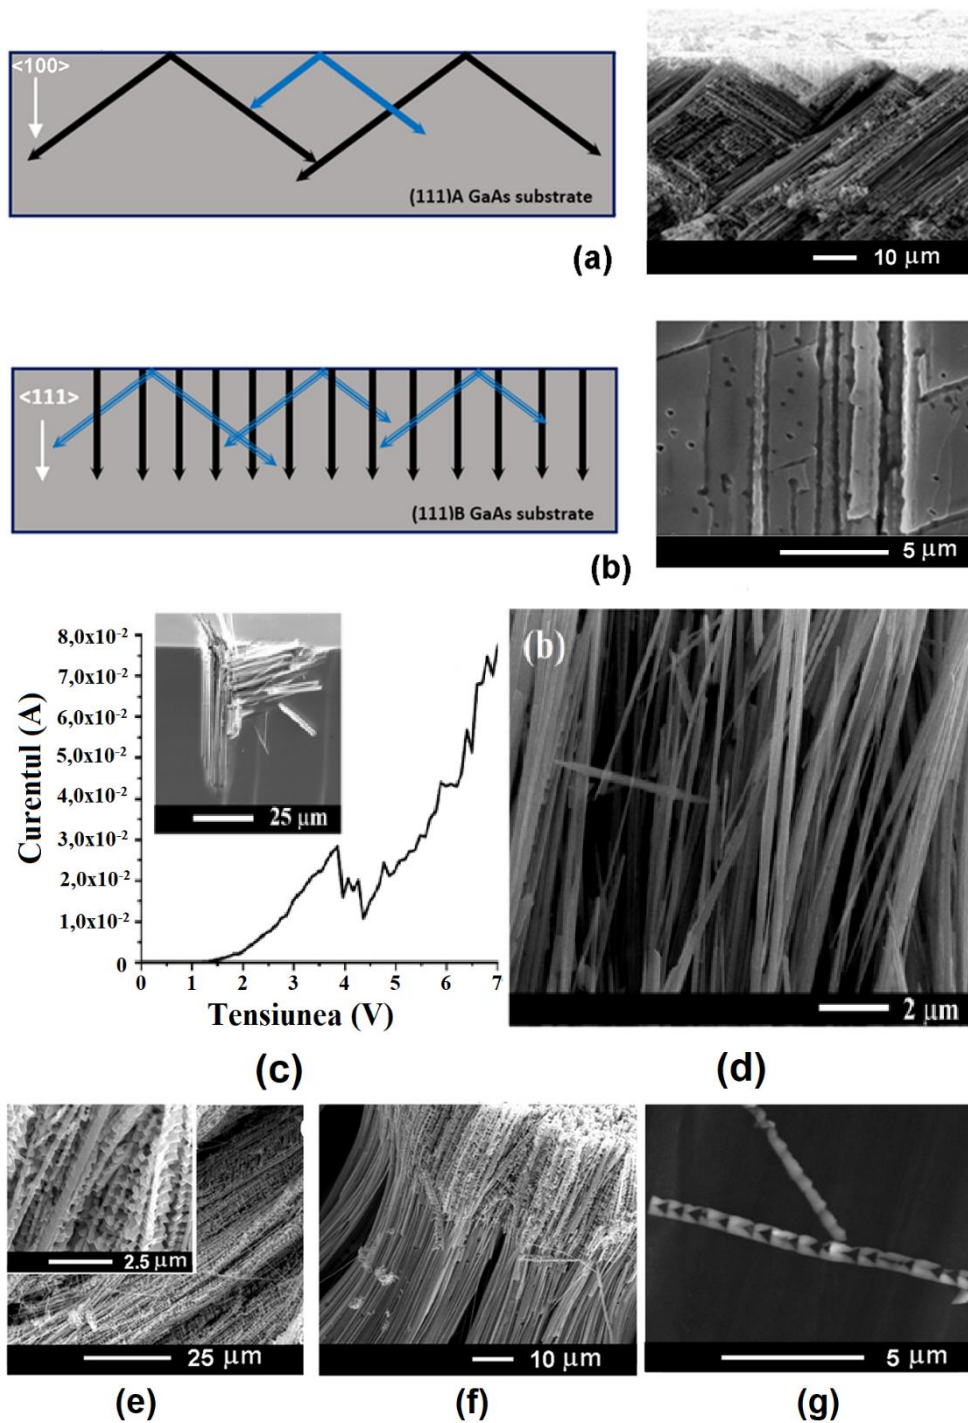 <100>
(111)A GaAs substrate
10 μm
(a)
<111>
(111)B GaAs substrate
5 μm
(b)
Curentul (A)
8,0x10-2
7,0x10-2
6,0x10-2
5,0x10-2
4,0x10-2
3,0x10-2
2,0x10-2
1,0x10-2
0
0 1 2 3 4 5 6 7
Tensiunea (V)
25 μm
(c)
(b)
2 μm
(d)
2.5 μm
25 μm
(e)
10 μm
(f)
5 μm
(g)